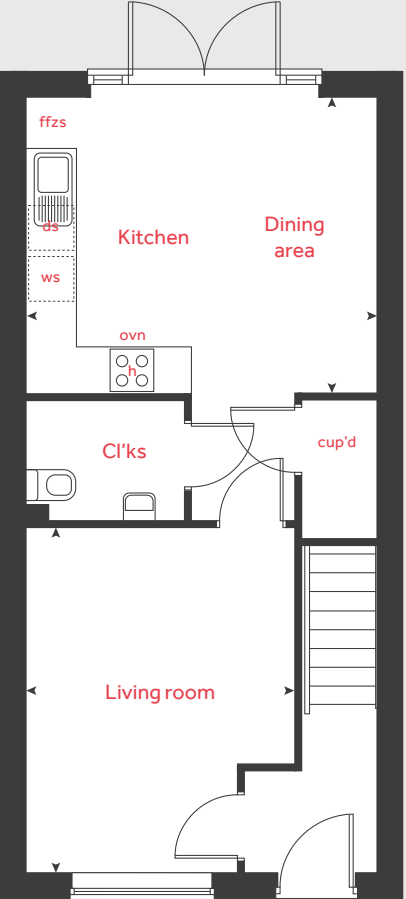 ffzs
ds
Kitchen
Dining
area
ws
ovn
h
Cl’ks
cup’d
Living room